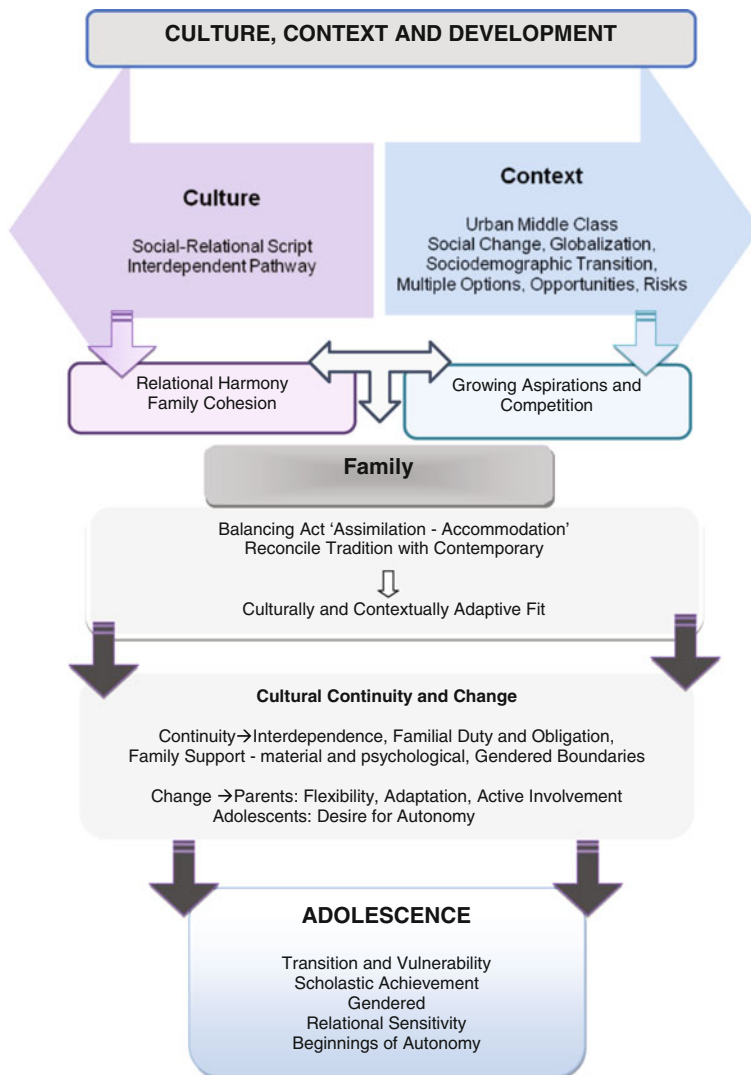 CULTURE, CONTEXT AND DEVELOPMENT
Culture
Social-Relational Script
Interdependent Pathway
Context
Urban Middle Class
Social Change, Globalization,
Sociodemographic Transition,
Multiple Options, Opportunities, Risks
Relational Harmony
Family Cohesion
Growing Aspirations and
Competition
Family
Balancing Act ‘Assimilation - Accommodation’
Reconcile Tradition with Contemporary
Culturally and Contextually Adaptive Fit
Cultural Continuity and Change
Continuity→Interdependence, Familial Duty and Obligation,
Family Support - material and psychological, Gendered Boundaries
Change →Parents: Flexibility, Adaptation, Active Involvement
Adolescents: Desire for Autonomy
ADOLESCENCE
Transition and Vulnerability
Scholastic Achievement
Gendered
Relational Sensitivity
Beginnings of Autonomy